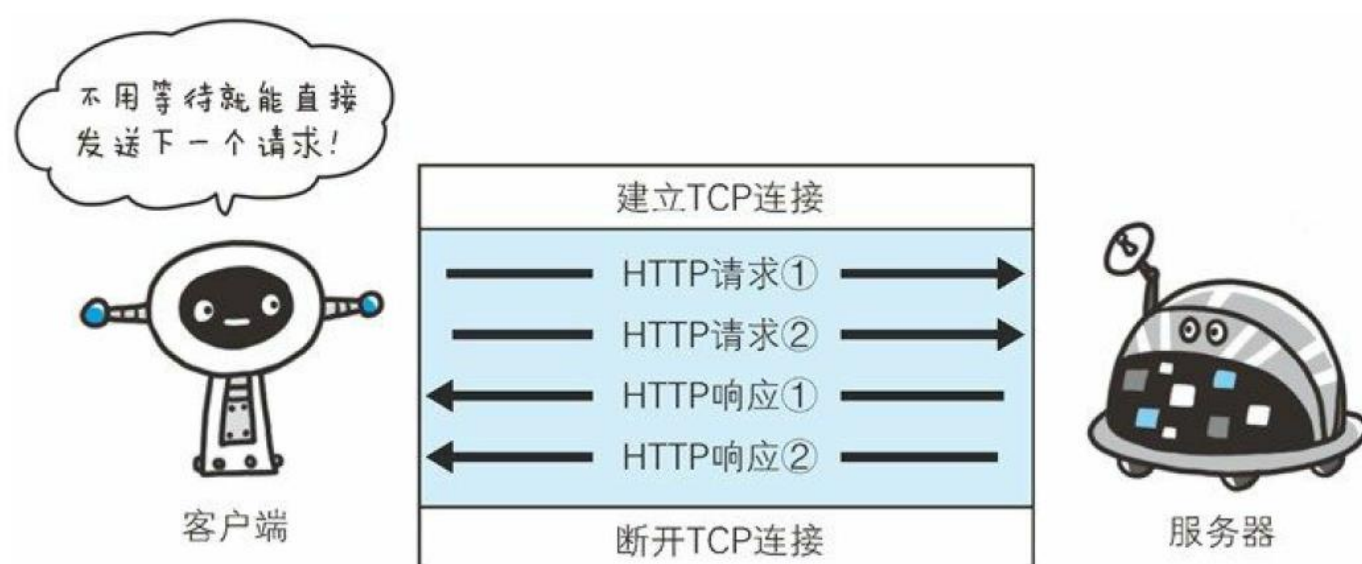 不用等待就能直接
发送下一个请求!
建立TCP连接
HTTP请求①
HTTP请求②
HTTP响应①
HTTP响应②
断开TCP连接
客户端
服务器